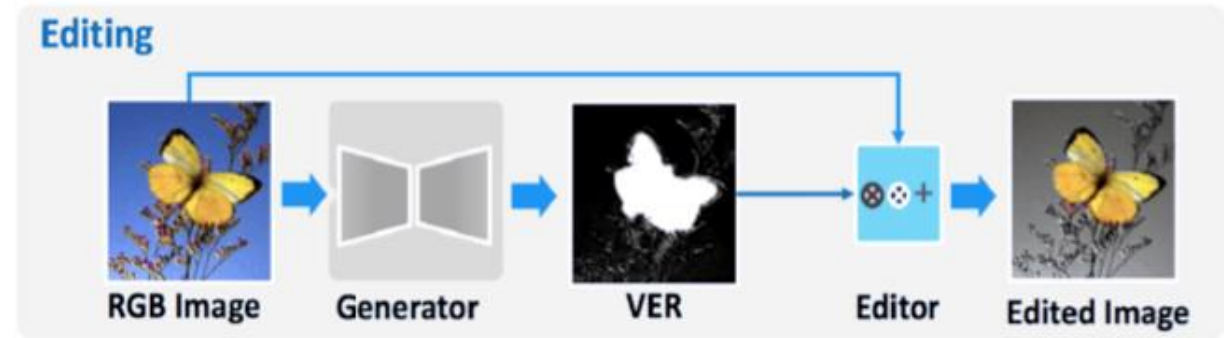 Editing
RGB Image
Generator
VER
Editor
Edited Image